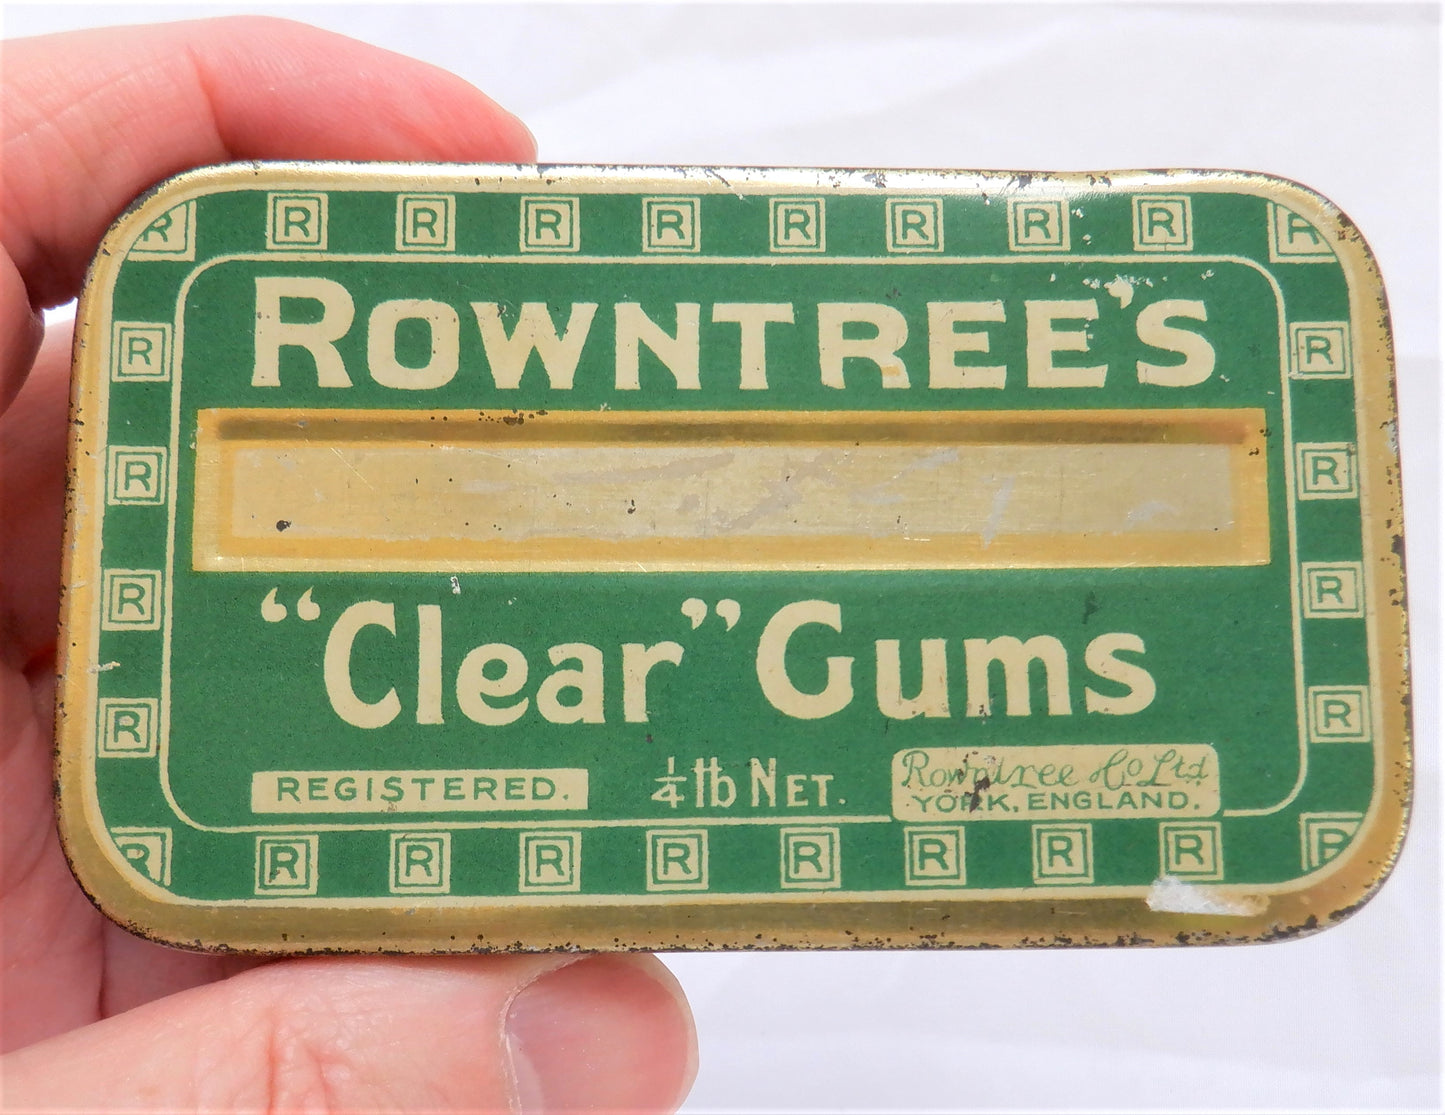 R R R R R R R R R R
ROWNTREE'S
R R
R R
“Clear” Gums
R R
R R
REGISTERED. ¼ lb NET. Rowntree & Co Ltd
YORK, ENGLAND.
R R R R R R R R R R